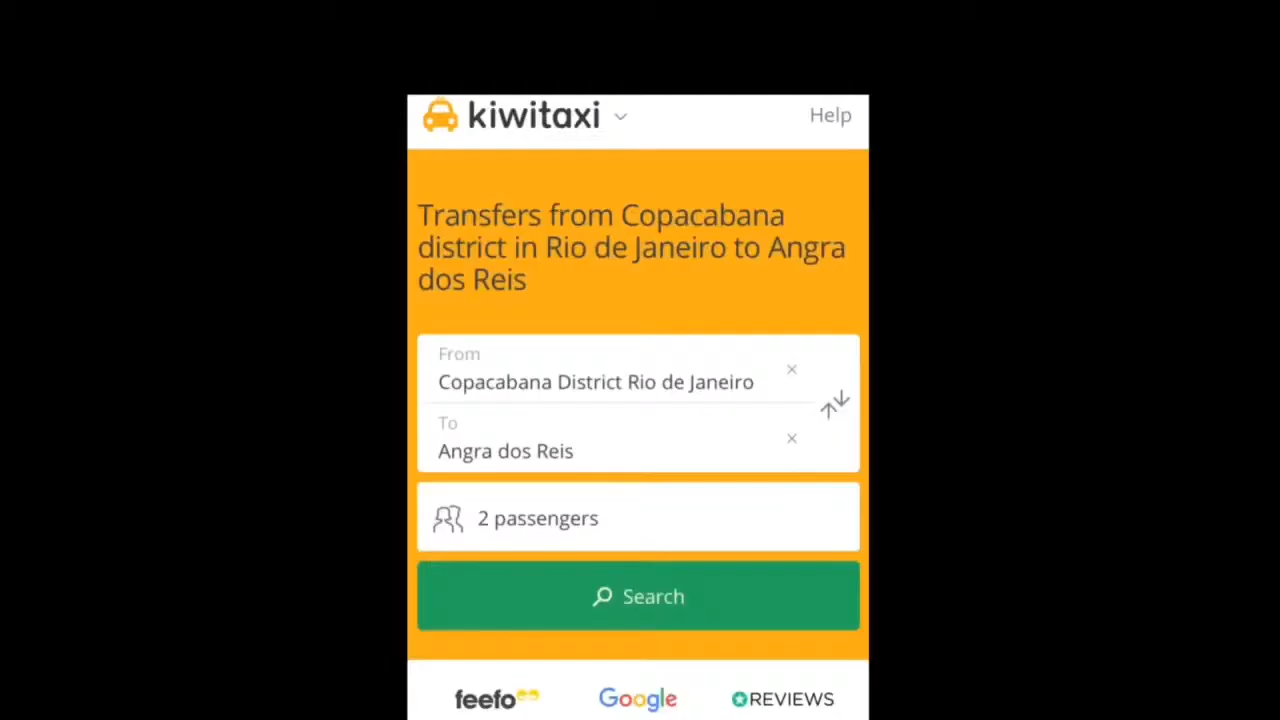 kiwitaxi
Help
Transfers from Copacabana
district in Rio de Janeiro to Angra
dos Reis
From
Copacabana District Rio de Janeiro
To
Angra dos Reis
2 passengers
Search
feefo
Google
REVIEWS